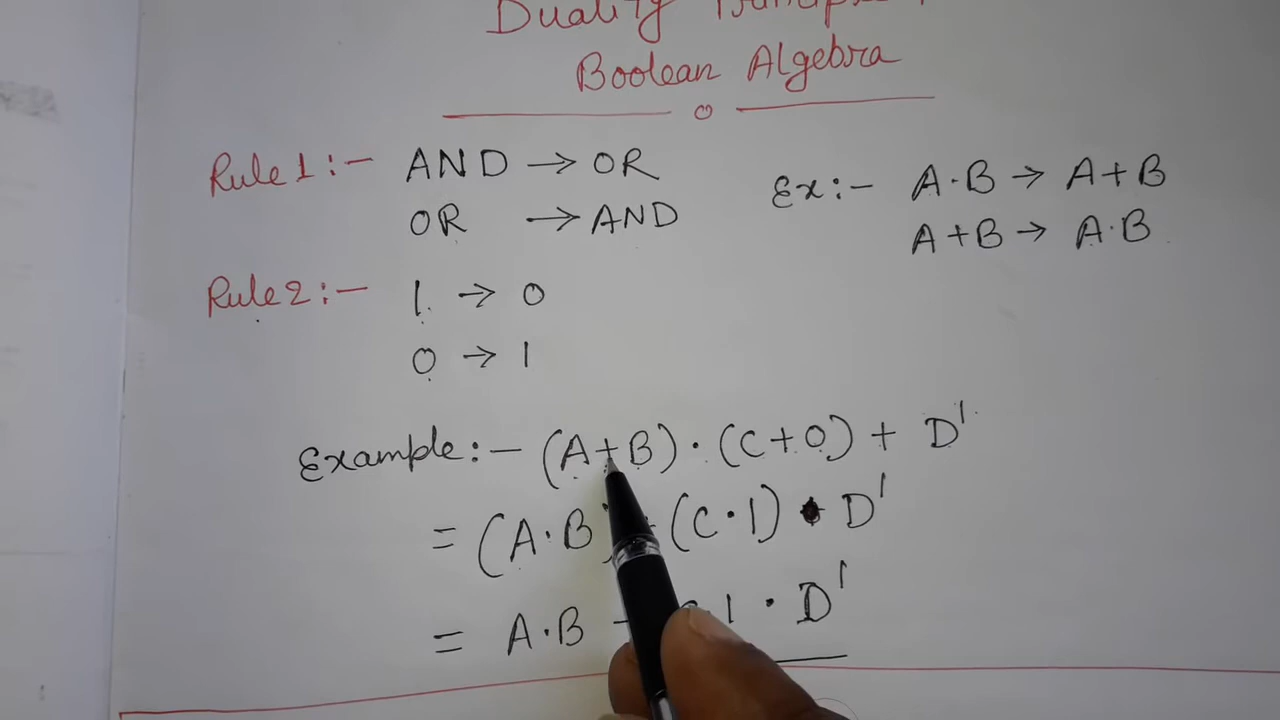 Duality
Boolean Algebra
Rule 1:- AND → OR
OR → AND
Ex:- A·B → A+B
A+B → A·B
Rule 2:- 1 → 0
0 → 1
Example:- (A+B)·(C+0) + D'
= (A·B) (C·1) · D'
= A·B 1 · D'